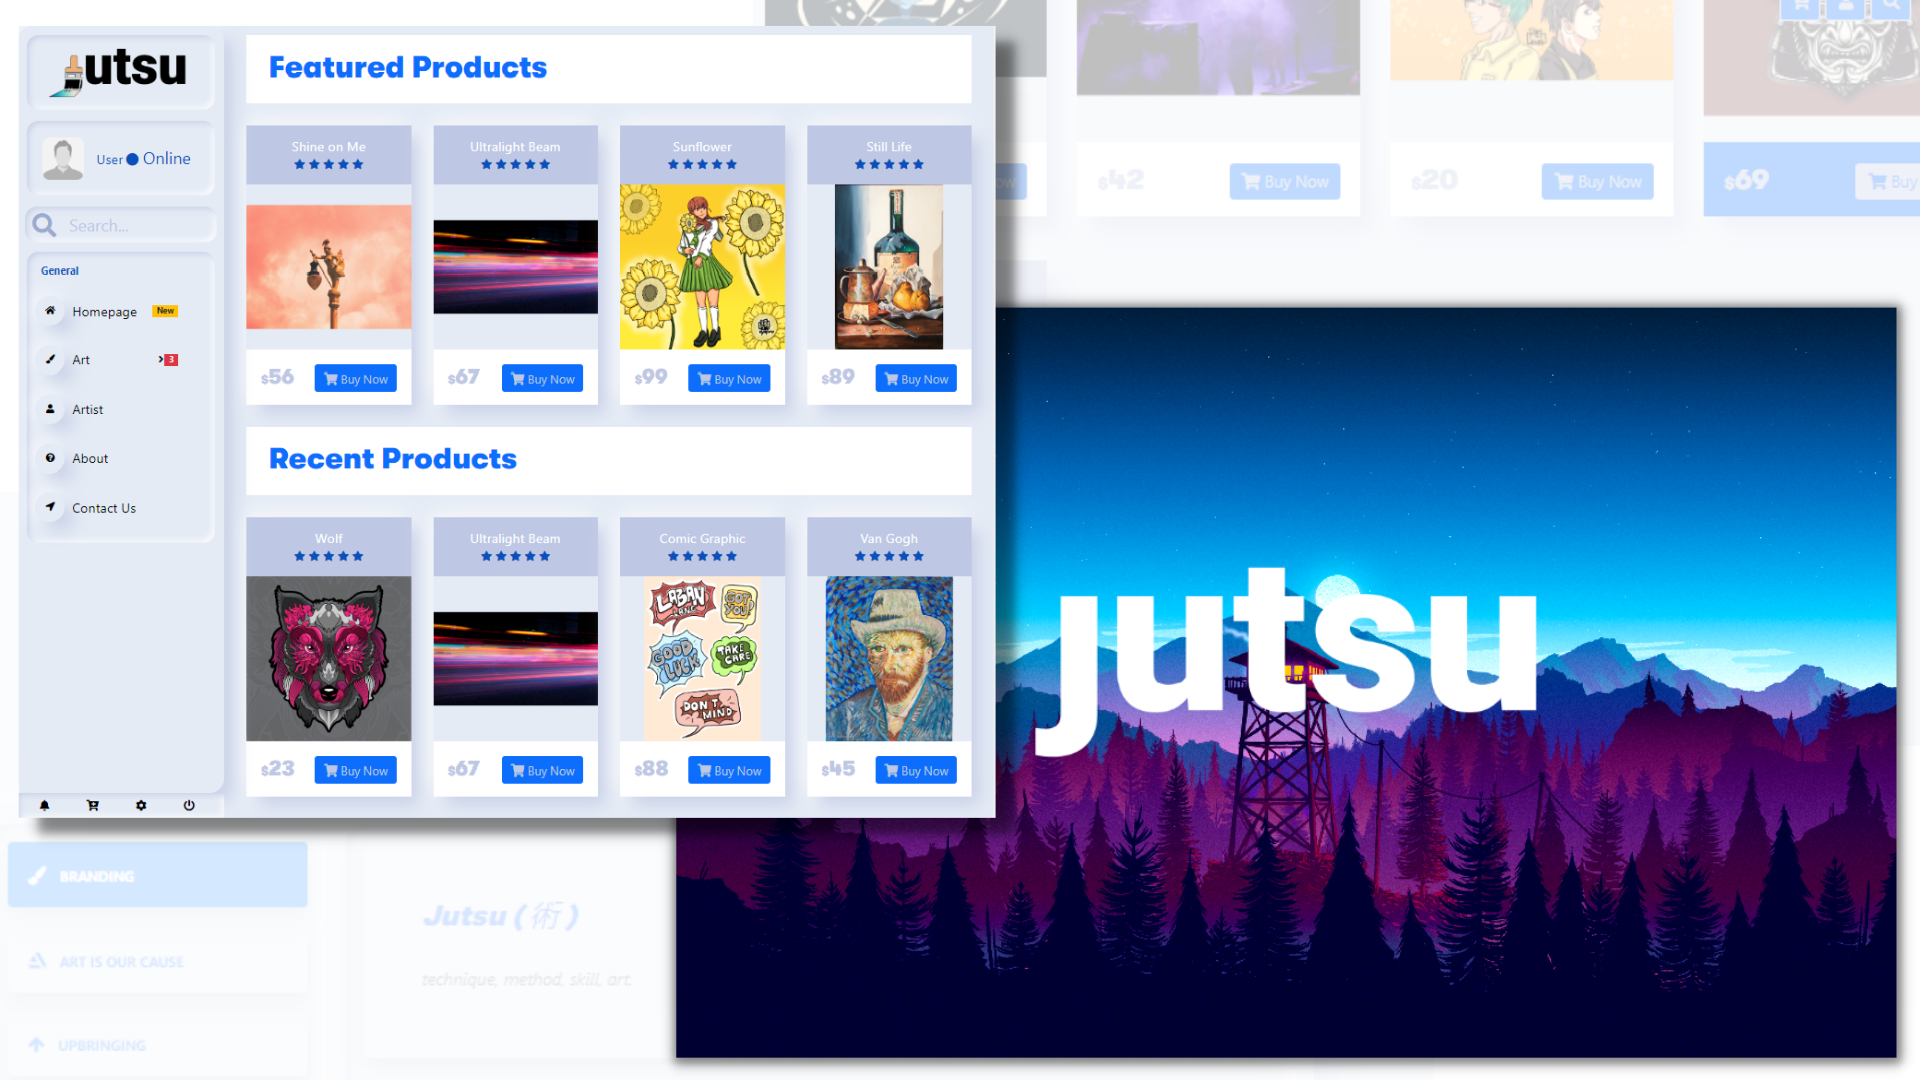 utsu
User Online
Search...
General
Homepage New
Art 3
Artist
About
Contact Us
Featured Products
Shine on Me
Ultralight Beam
Sunflower
Still Life
$56 Buy Now
$67 Buy Now
$99 Buy Now
$89 Buy Now
Recent Products
Wolf
Ultralight Beam
Comic Graphic
Van Gogh
LABAN
LANG
GOT
YOU!
GOOD
LUCK
TAKE
CARE
DON'T
MIND
$23 Buy Now
$67 Buy Now
$88 Buy Now
$45 Buy Now
$42 Buy Now
$20 Buy Now
$69 Buy
jutsu
BRANDING
ART IS OUR CAUSE
UPBRINGING
Jutsu (術)
technique, method, skill, art.